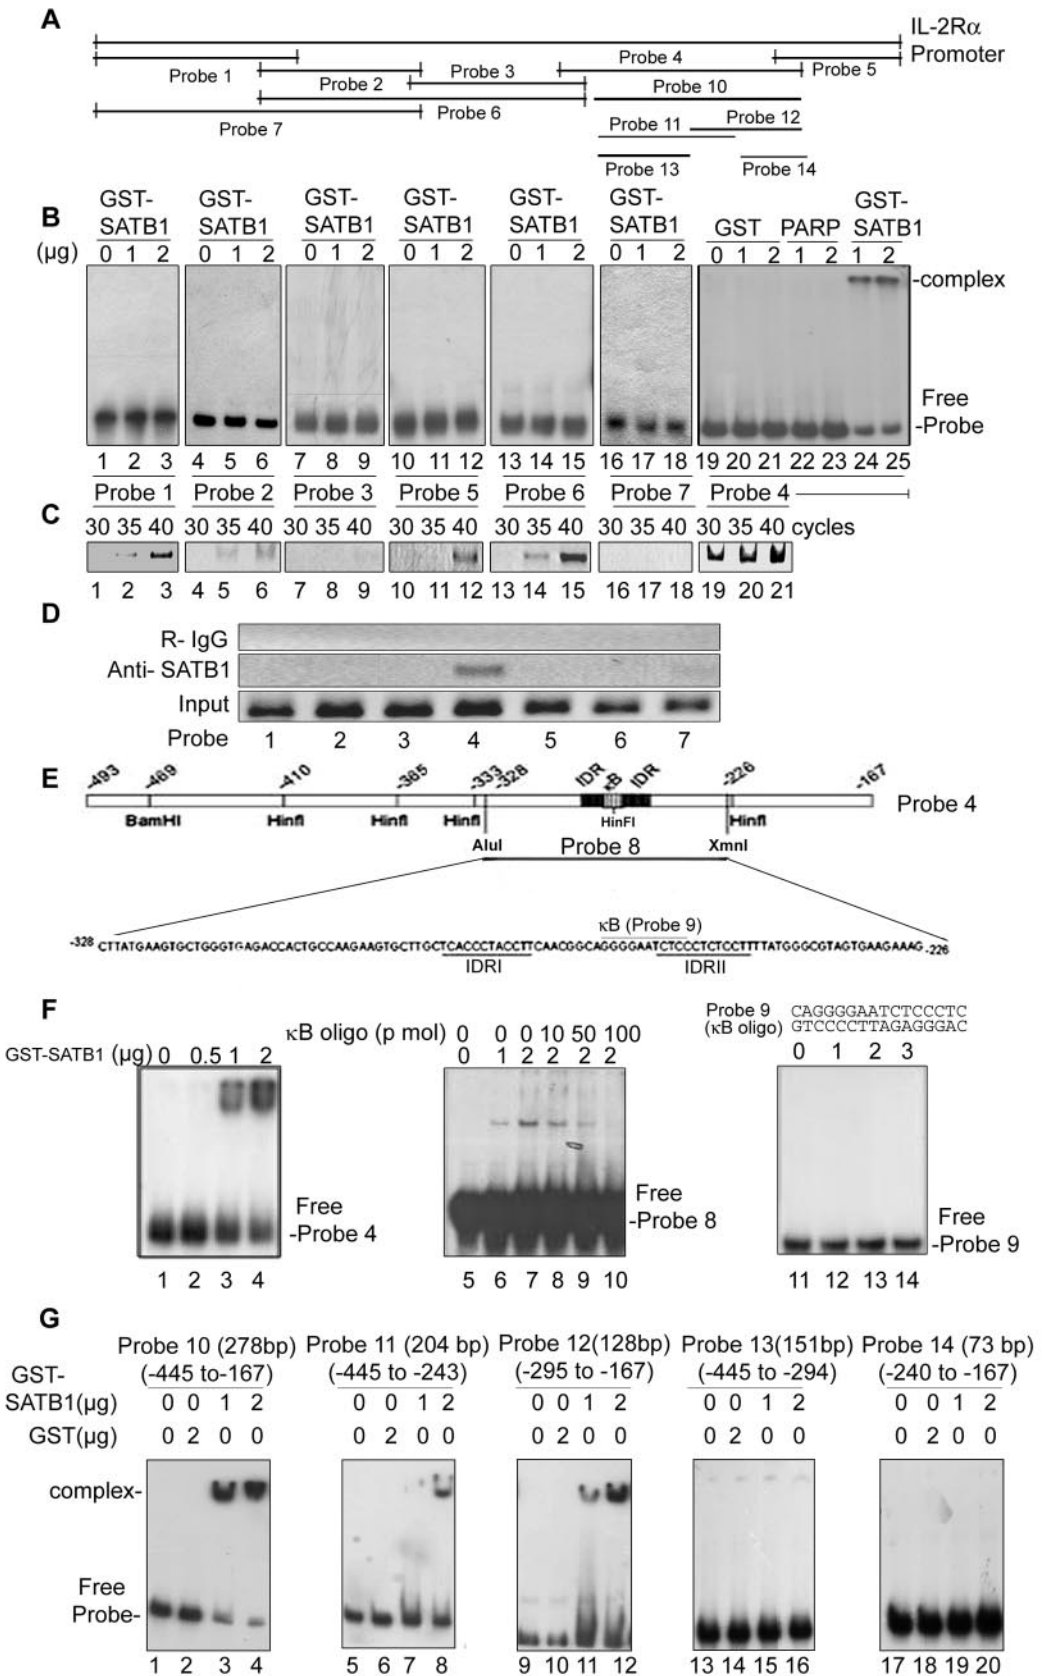 A
IL-2Rα
Promoter
Probe 1
Probe 2
Probe 3
Probe 4
Probe 5
Probe 6
Probe 7
Probe 10
Probe 11
Probe 12
Probe 13
Probe 14
B
GST-SATB1 GST-SATB1 GST-SATB1 GST-SATB1 GST-SATB1 GST-SATB1 GST PARP GST-SATB1
(μg) 0 1 2 0 1 2 0 1 2 0 1 2 0 1 2 0 1 2 0 1 2 1 2 1 2
-complex
Free
-Probe
1 2 3 4 5 6 7 8 9 10 11 12 13 14 15 16 17 18 19 20 21 22 23 24 25
Probe 1 Probe 2 Probe 3 Probe 5 Probe 6 Probe 7 Probe 4
C
30 35 40 30 35 40 30 35 40 30 35 40 30 35 40 30 35 40 30 35 40 cycles
1 2 3 4 5 6 7 8 9 10 11 12 13 14 15 16 17 18 19 20 21
D
R- IgG
Anti- SATB1
Input
Probe 1 2 3 4 5 6 7
E
-493 -469 -410 -365 -333 -328 IDR κB IDR -226 -167
Probe 4
BamHI Hinfl Hinfl Hinfl HinFI Hinfl
AluI Probe 8 XmnI
κB (Probe 9)
-328 CTTATGAAGTGCTGGGTGAGACCACTGCCAAGAAGTGCTTGCTCACCCTACCTTCAACGGCAGGGGAATCTCCCTCTCCTTTTATGGGCGTAGTGAAGAAAG -226
IDRI IDRII
F
κB oligo (p mol) 0 0 0 10 50 100
GST-SATB1 (μg) 0 0.5 1 2
0 1 2 2 2 2
Probe 9 CAGGGGAATCTCCCTC
(κB oligo) GTCCCCTTAGAGGGAC
0 1 2 3
Free
-Probe 4
Free
-Probe 8
Free
-Probe 9
1 2 3 4 5 6 7 8 9 10 11 12 13 14
G
Probe 10 (278bp) Probe 11 (204 bp) Probe 12(128bp) Probe 13(151bp) Probe 14 (73 bp)
(-445 to-167) (-445 to -243) (-295 to -167) (-445 to -294) (-240 to -167)
GST-
SATB1(μg) 0 0 1 2 0 0 1 2 0 0 1 2 0 0 1 2 0 0 1 2
GST(μg) 0 2 0 0 0 2 0 0 0 2 0 0 0 2 0 0 0 2 0 0
complex-
Free
Probe-
1 2 3 4 5 6 7 8 9 10 11 12 13 14 15 16 17 18 19 20